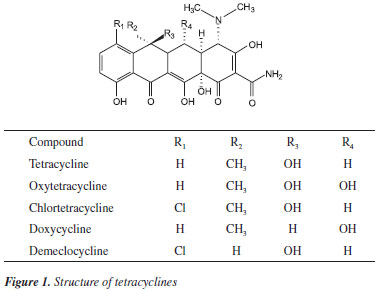 H₃C CH₃
R₁ R₂ R₃ R₄ H N OH
NH₂
OH O OH OH O O
Compound R₁ R₂ R₃ R₄
Tetracycline H CH₃ OH H
Oxytetracycline H CH₃ OH OH
Chlortetracycline Cl CH₃ OH H
Doxycycline H CH₃ H OH
Demeclocycline Cl H OH H
Figure 1. Structure of tetracyclines